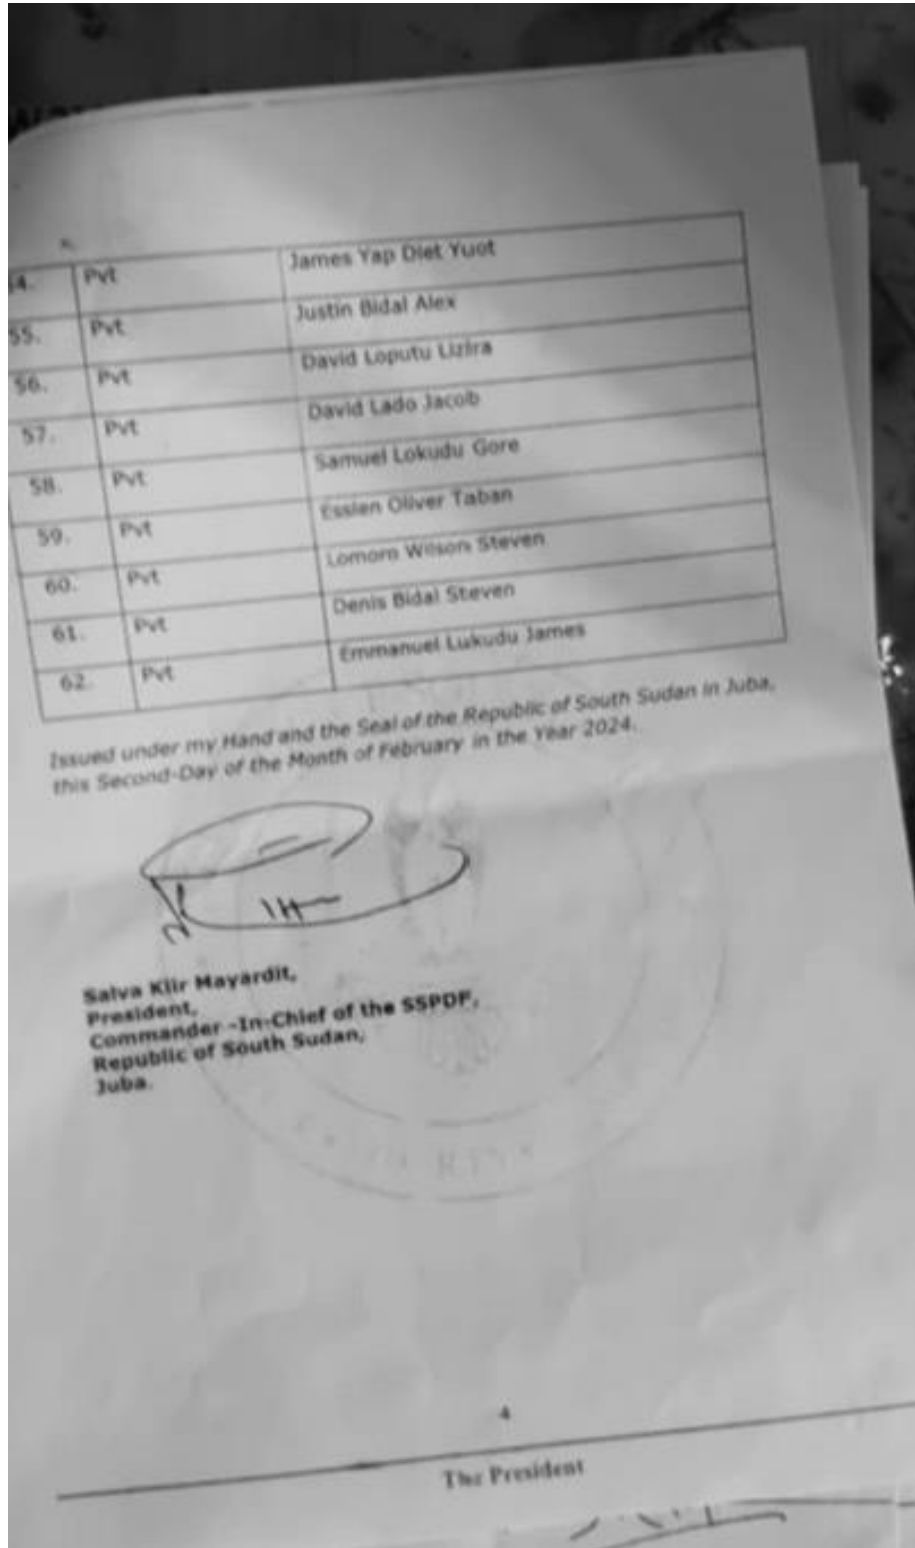 54. Pvt James Yap Diet Yuot
55. Pvt Justin Bidal Alex
56. Pvt David Loputu Lizira
57. Pvt David Lado Jacob
58. Pvt Samuel Lokudu Gore
59. Pvt Essien Oliver Taban
60. Pvt Lomoro Wilson Steven
61. Pvt Denis Bidal Steven
62. Pvt Emmanuel Lukudu James
Issued under my Hand and the Seal of the Republic of South Sudan in Juba,
this Second-Day of the Month of February in the Year 2024.
Salva Kiir Mayardit,
President,
Commander -In-Chief of the SSPDF,
Republic of South Sudan,
Juba.
4
The President